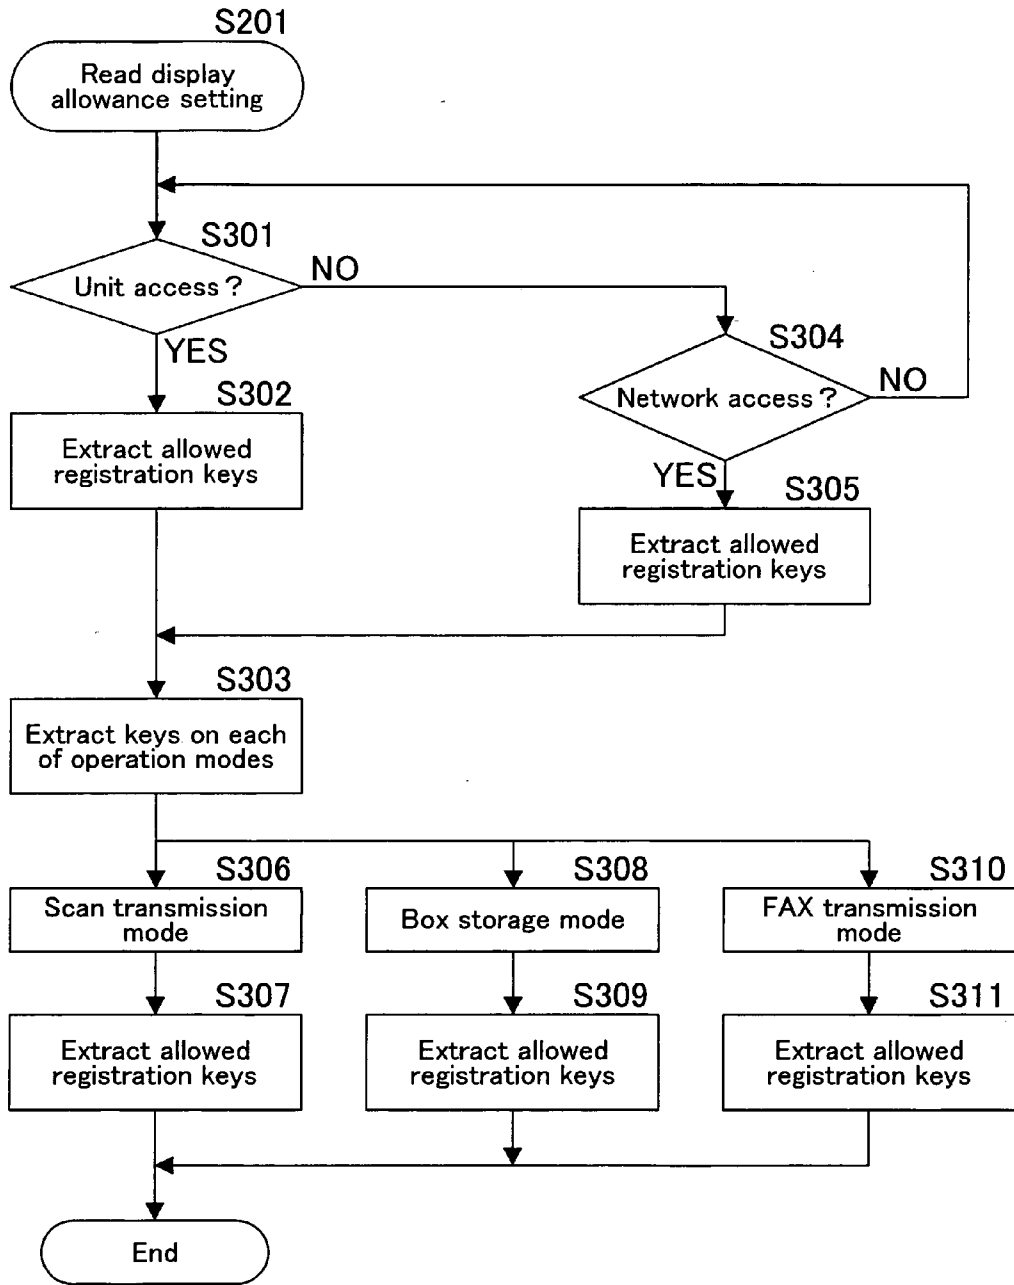 S201
Read display
allowance setting
S301
Unit access?
NO
YES
S304
Network access?
NO
YES
S302
Extract allowed
registration keys
S305
Extract allowed
registration keys
S303
Extract keys on each
of operation modes
S306
Scan transmission
mode
S308
Box storage mode
S310
FAX transmission
mode
S307
Extract allowed
registration keys
S309
Extract allowed
registration keys
S311
Extract allowed
registration keys
End